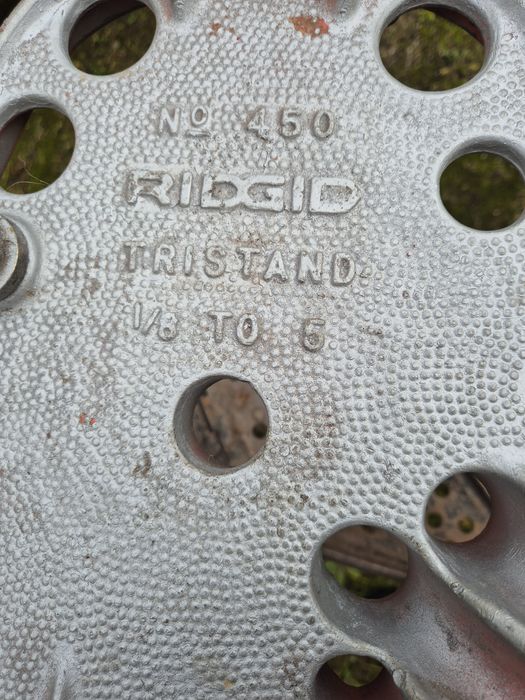 Nº 450
RIDGID
TRISTAND
1/8 TO 5